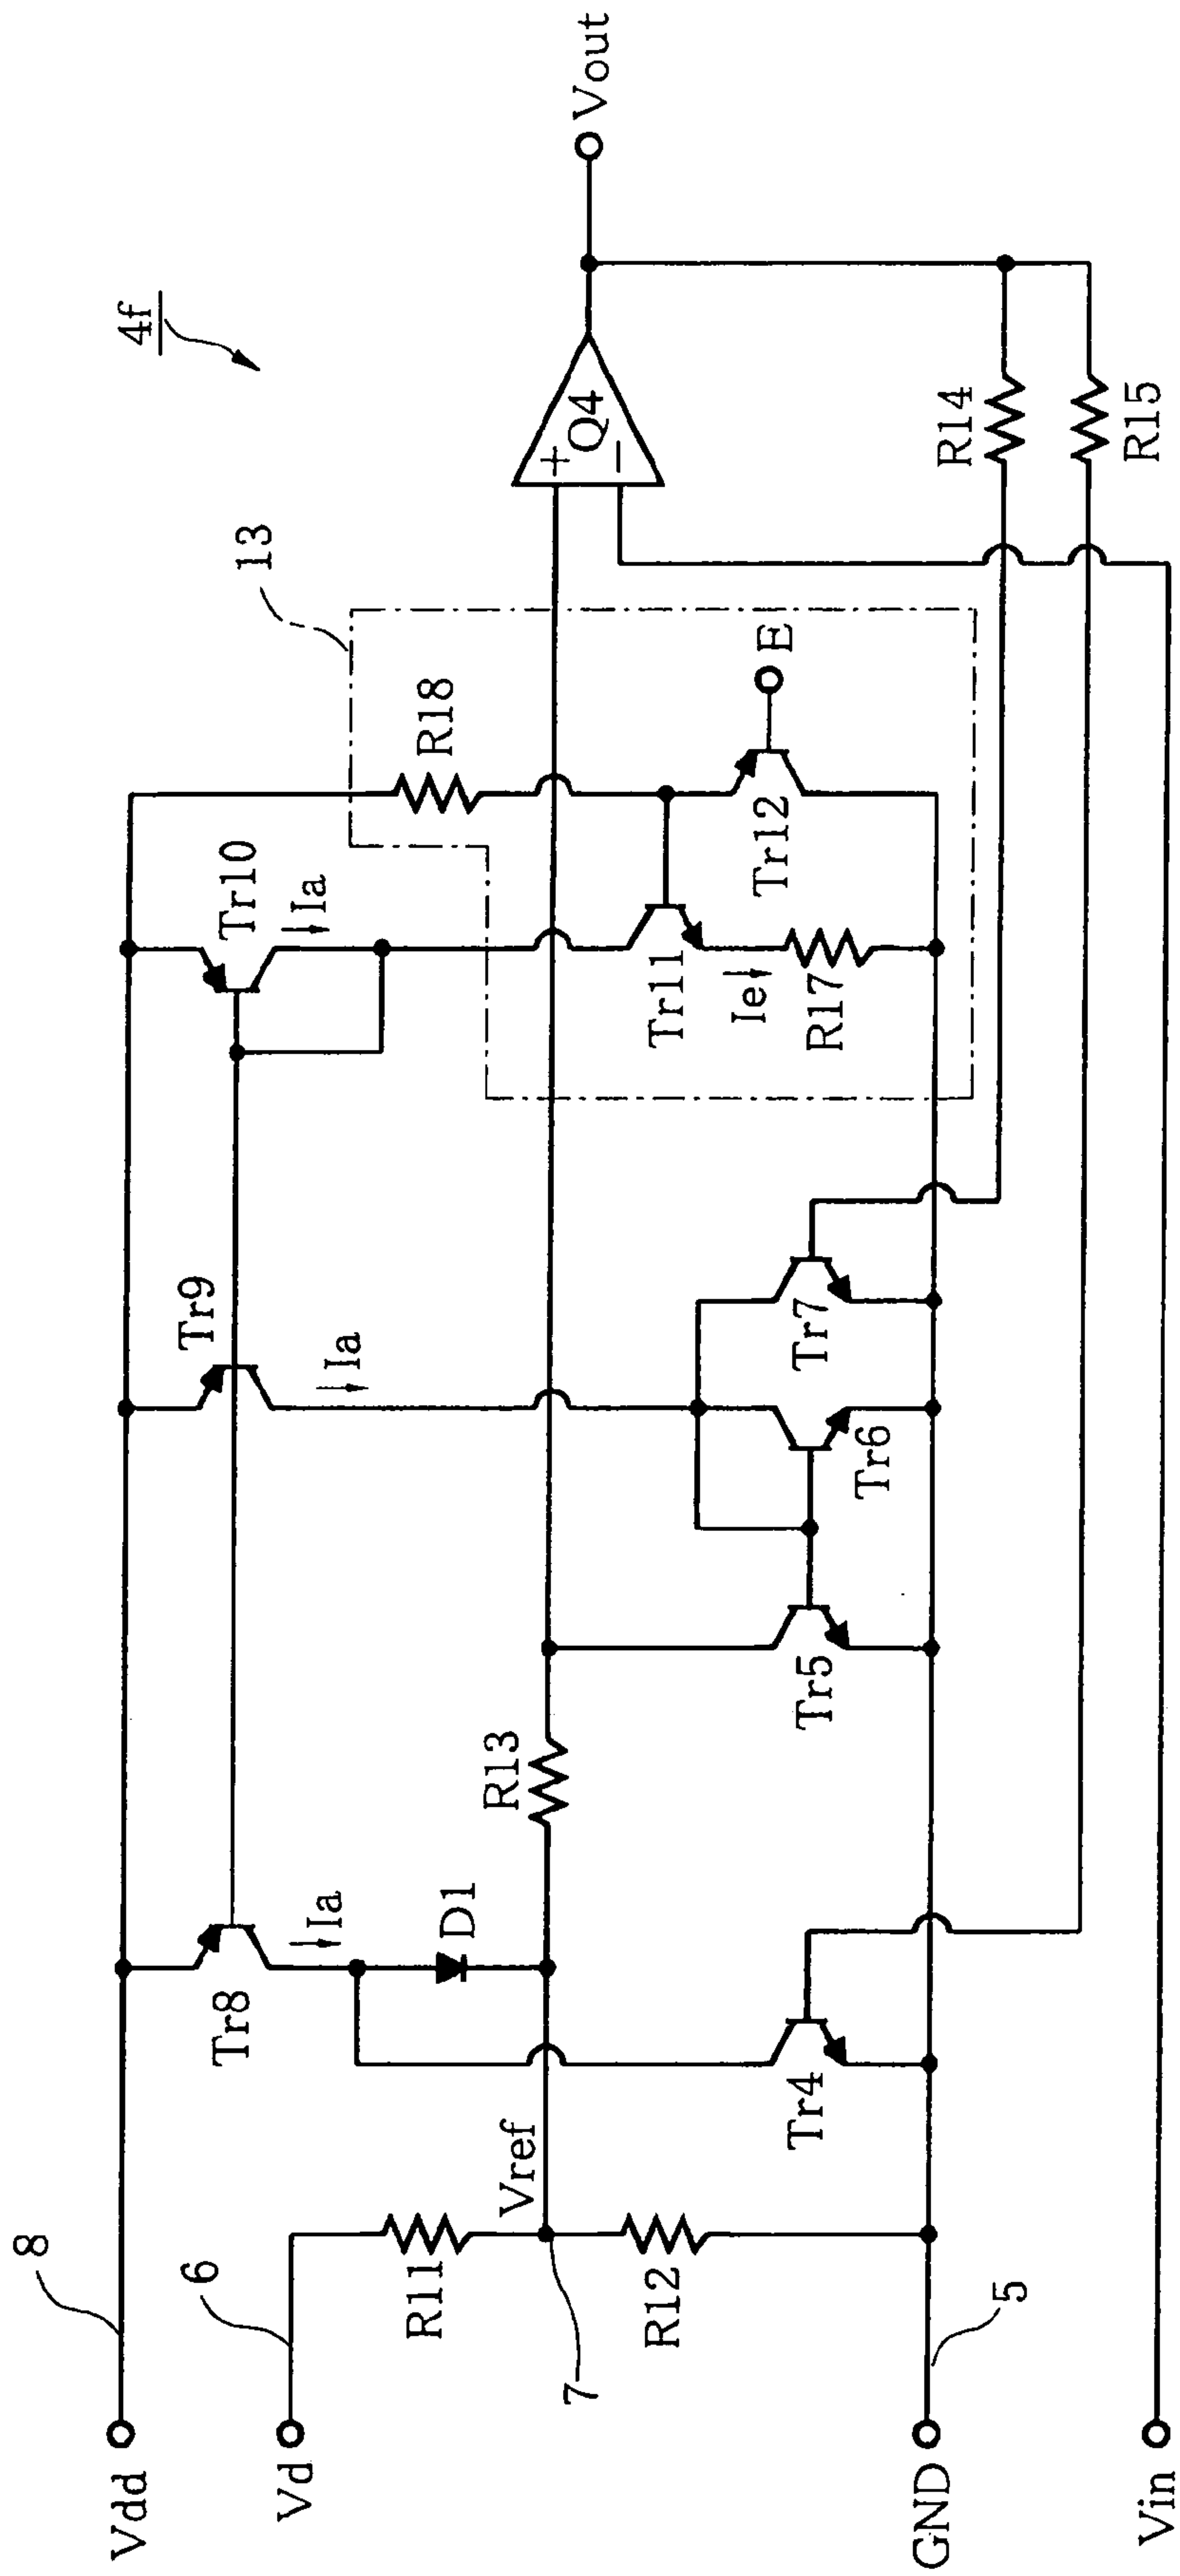 4f
8
Vdd
Tr8
Ia
Tr9
Ia
Tr10
Ia
R18
13
6
Vd
R11
Vref
7
D1
R13
R12
Tr4
Tr5
Tr6
Tr7
Tr11
Ie
R17
Tr12
E
+
−
Q4
Vout
5
GND
R14
R15
Vin